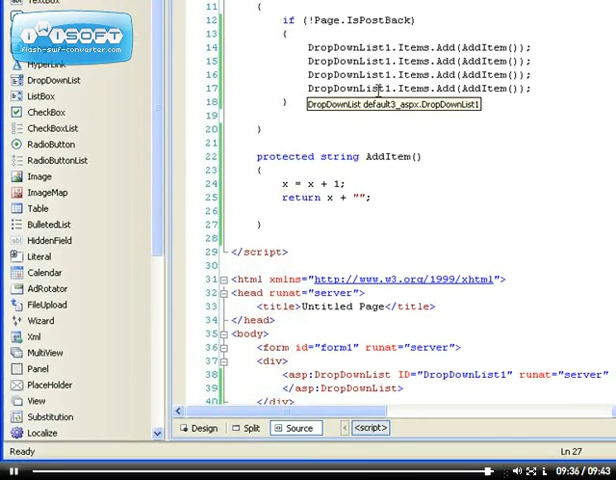 TextBox
iWiSOFT
flash-swf-converter.com
HyperLink
DropDownList
ListBox
CheckBox
CheckBoxList
RadioButton
RadioButtonList
Image
ImageMap
Table
BulletedList
HiddenField
Literal
Calendar
AdRotator
FileUpload
Wizard
Xml
MultiView
Panel
PlaceHolder
View
Substitution
Localize
11 {
12 if (!Page.IsPostBack)
13 {
14 DropDownList1.Items.Add(AddItem());
15 DropDownList1.Items.Add(AddItem());
16 DropDownList1.Items.Add(AddItem());
17 DropDownList1.Items.Add(AddItem());
18 }
DropDownList default3_aspx.DropDownList1
19
20 }
21
22 protected string AddItem()
23 {
24 x = x + 1;
25 return x + "";
26
27 )
28
29 </script>
30
31 <html xmlns="http://www.w3.org/1999/xhtml">
32 <head runat="server">
33 <title>Untitled Page</title>
34 </head>
35 <body>
36 <form id="form1" runat="server">
37 <div>
38 <asp:DropDownList ID="DropDownList1" runat="server"
39 </asp:DropDownList>
40 </div>
Design Split Source <script>
Ready Ln 27
09:36 / 09:43